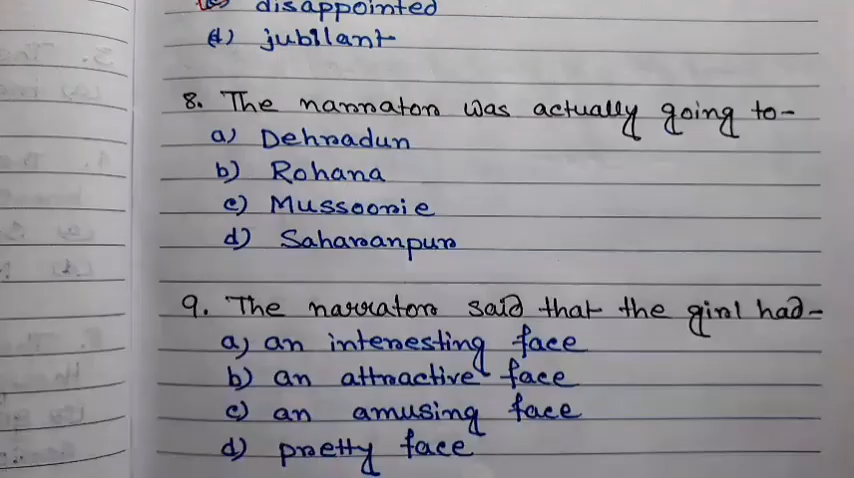 disappointed
d) jubilant
8. The narrator was actually going to-
a) Dehradun
b) Rohana
c) Mussoorie
d) Saharanpur
9. The narrator said that the girl had-
a) an interesting face
b) an attractive face
c) an amusing face
d) pretty face